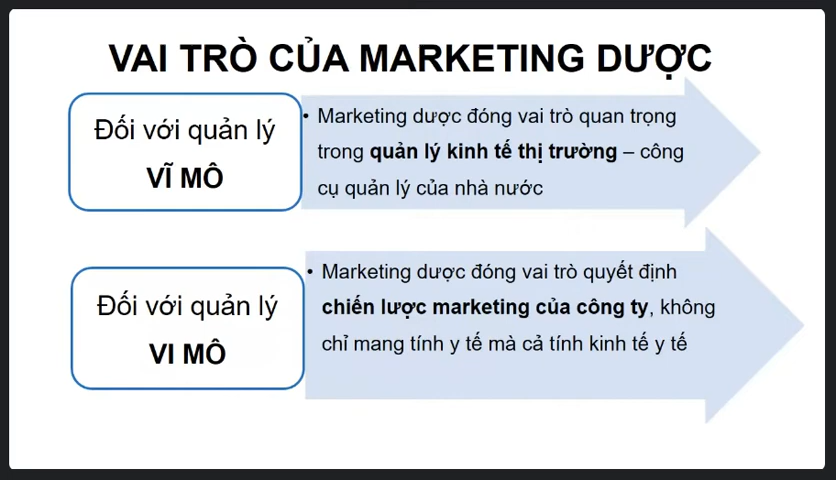 VAI TRÒ CỦA MARKETING DƯỢC
Đối với quản lý
VĨ MÔ
• Marketing dược đóng vai trò quan trọng
trong quản lý kinh tế thị trường – công
cụ quản lý của nhà nước
Đối với quản lý
VI MÔ
• Marketing dược đóng vai trò quyết định
chiến lược marketing của công ty, không
chỉ mang tính y tế mà cả tính kinh tế y tế